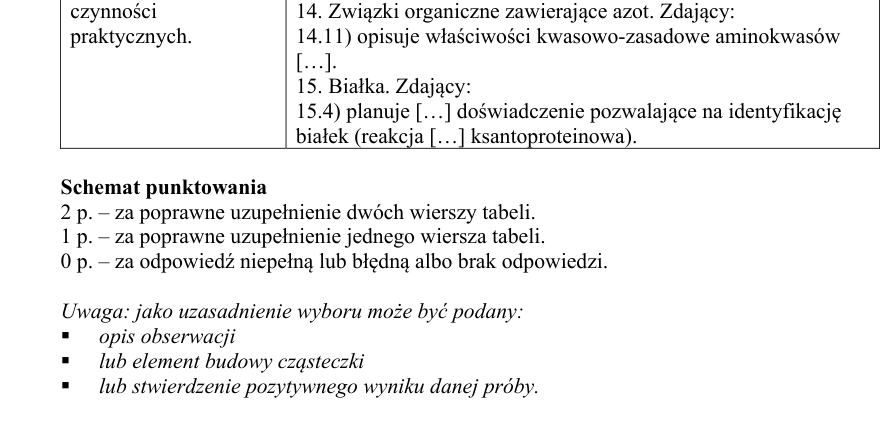 czynności
praktycznych.
14. Związki organiczne zawierające azot. Zdający:
14.11) opisuje właściwości kwasowo-zasadowe aminokwasów
[…].
15. Białka. Zdający:
15.4) planuje […] doświadczenie pozwalające na identyfikację
białek (reakcja […] ksantoproteinowa).
Schemat punktowania
2 p. – za poprawne uzupełnienie dwóch wierszy tabeli.
1 p. – za poprawne uzupełnienie jednego wiersza tabeli.
0 p. – za odpowiedź niepełną lub błędną albo brak odpowiedzi.
Uwaga: jako uzasadnienie wyboru może być podany:
▪ opis obserwacji
▪ lub element budowy cząsteczki
▪ lub stwierdzenie pozytywnego wyniku danej próby.